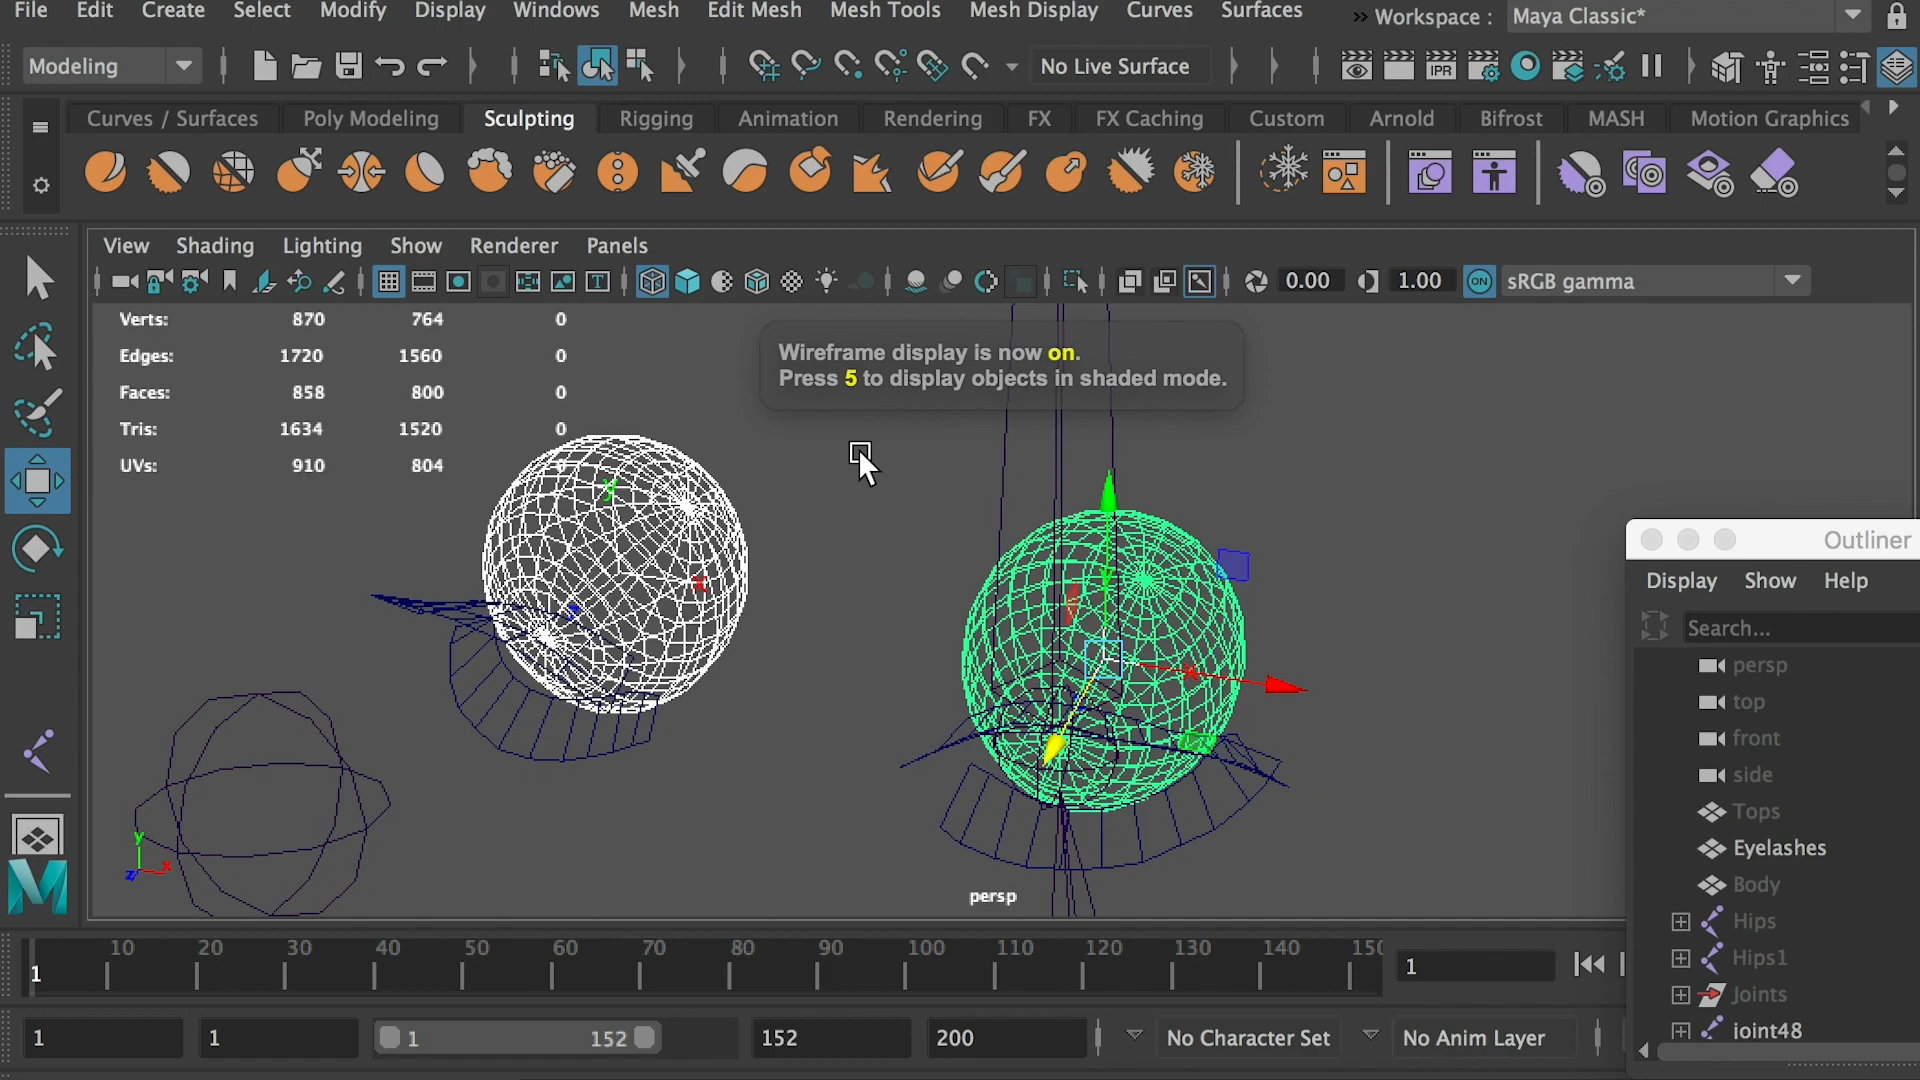 File Edit Create Select Modify Display Windows Mesh Edit Mesh Mesh Tools Mesh Display Curves Surfaces Workspace : Maya Classic*
Modeling No Live Surface IPR
Curves / Surfaces Poly Modeling Sculpting Rigging Animation Rendering FX FX Caching Custom Arnold Bifrost MASH Motion Graphics
View Shading Lighting Show Renderer Panels
T 0.00 1.00 ON sRGB gamma
Verts: 870 764 0
Edges: 1720 1560 0
Faces: 858 800 0
Tris: 1634 1520 0
UVs: 910 804 0
Wireframe display is now on.
Press 5 to display objects in shaded mode.
y
x
y
x
y
x
z
persp
Outliner
Display Show Help
Search...
persp
top
front
side
Tops
Eyelashes
Body
Hips
Hips1
Joints
joint48
10 20 30 40 50 60 70 80 90 100 110 120 130 140 150
1 1
1 1 1 152 152 200 No Character Set No Anim Layer